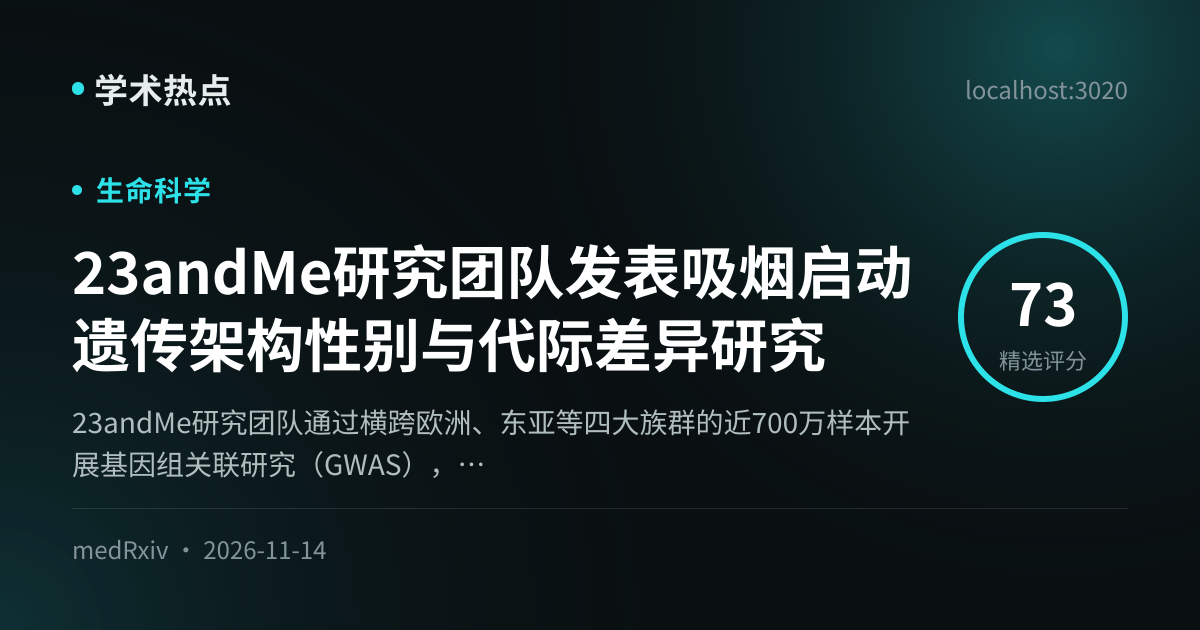 学术热点
localhost:3020
生命科学
23andMe研究团队发表吸烟启动
遗传架构性别与代际差异研究
73
精选评分
23andMe研究团队通过横跨欧洲、东亚等四大族群的近700万样本开
展基因组关联研究（GWAS），…
medRxiv · 2026-11-14